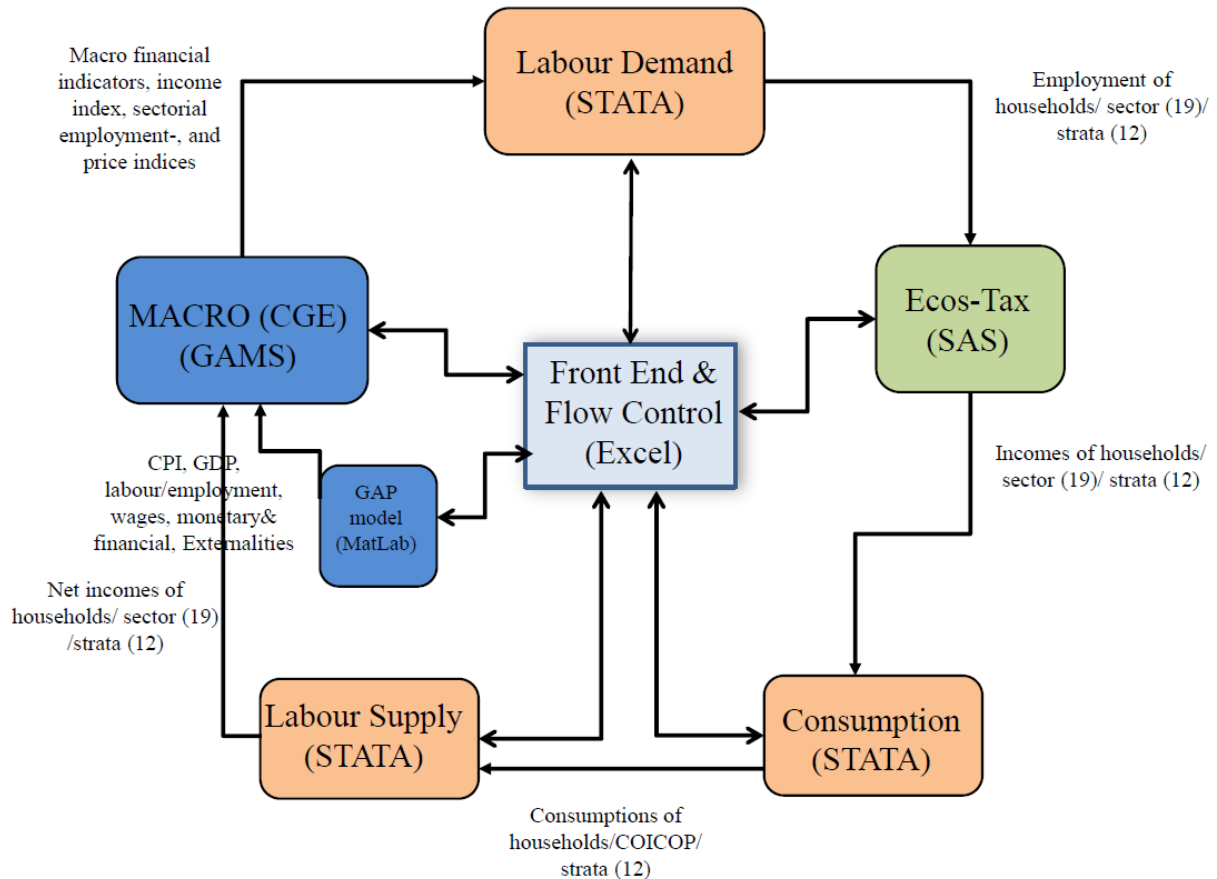 Macro financial
indicators, income
index, sectorial
employment-, and
price indices
Labour Demand
(STATA)
Employment of
households/ sector (19)/
strata (12)
MACRO (CGE)
(GAMS)
Ecos-Tax
(SAS)
Front End &
Flow Control
(Excel)
CPI, GDP,
labour/employment,
wages, monetary&
financial, Externalities
GAP
model
(MatLab)
Incomes of households/
sector (19)/ strata (12)
Net incomes of
households/ sector (19)
/strata (12)
Labour Supply
(STATA)
Consumption
(STATA)
Consumptions of
households/COICOP/
strata (12)